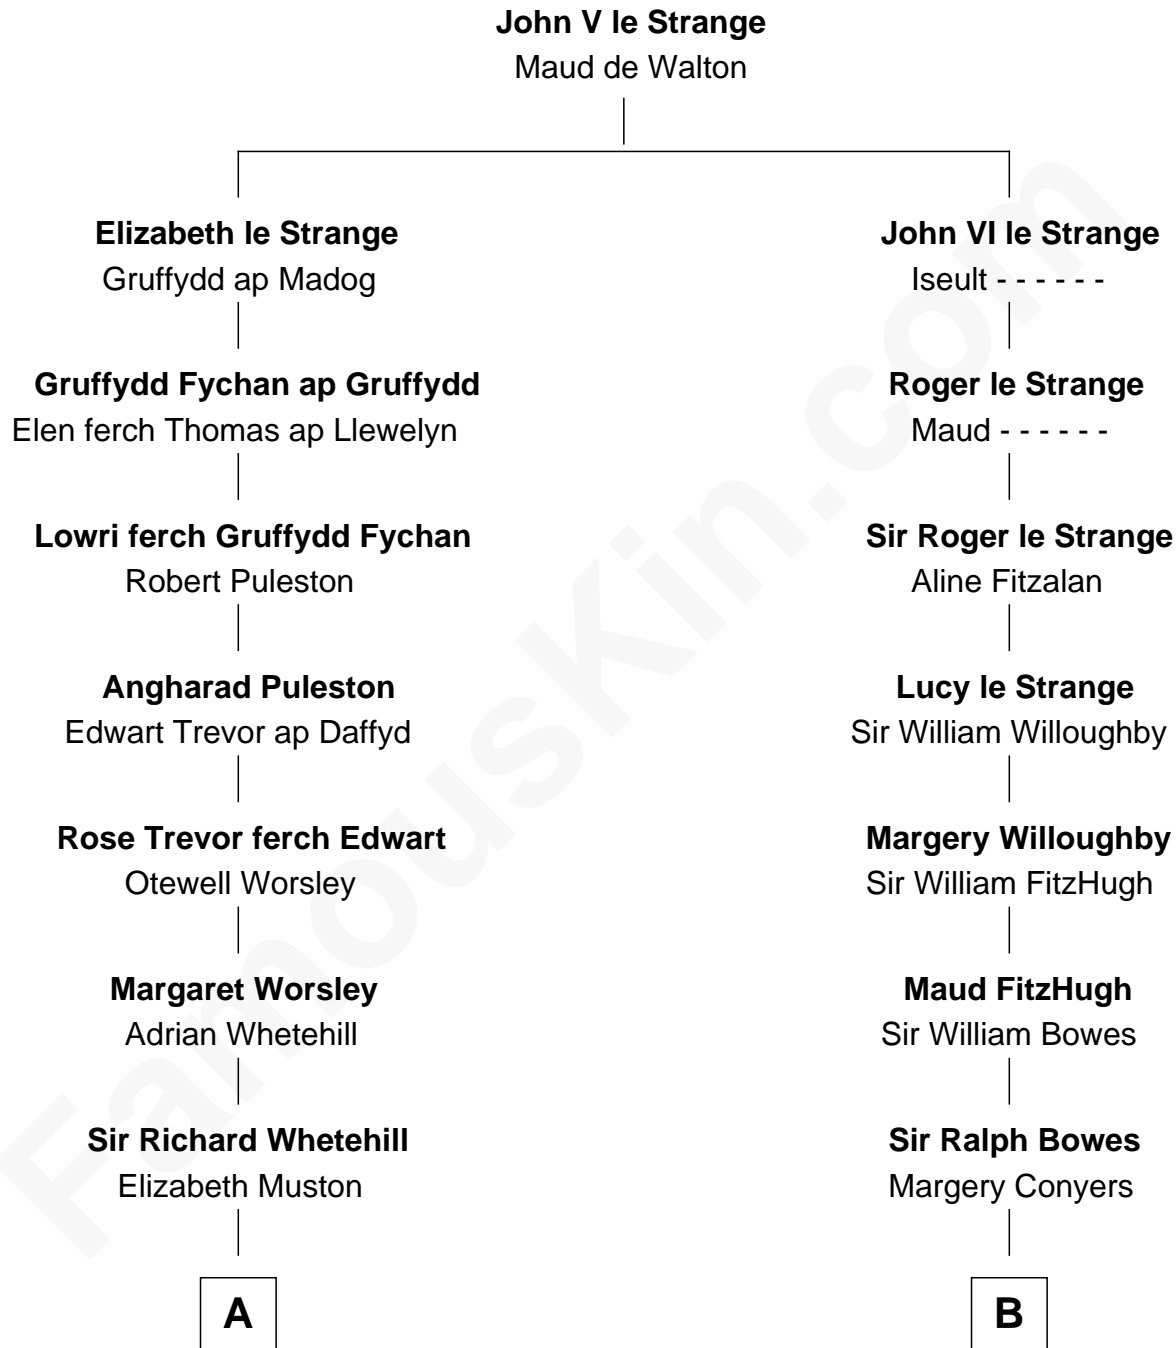 John V le Strange
Maud de Walton
Elizabeth le Strange
Gruffydd ap Madog
John VI le Strange
Iseult - - - - - -
Gruffydd Fychan ap Gruffydd
Elen ferch Thomas ap Llewelyn
Roger le Strange
Maud - - - - - -
Lowri ferch Gruffydd Fychan
Robert Puleston
Sir Roger le Strange
Aline Fitzalan
Angharad Puleston
Edwart Trevor ap Daffyd
Lucy le Strange
Sir William Willoughby
Rose Trevor ferch Edwart
Otewell Worsley
Margery Willoughby
Sir William FitzHugh
Margaret Worsley
Adrian Whetehill
Maud FitzHugh
Sir William Bowes
Sir Richard Whetehill
Elizabeth Muston
Sir Ralph Bowes
Margery Conyers
A
B
FamousKin.com